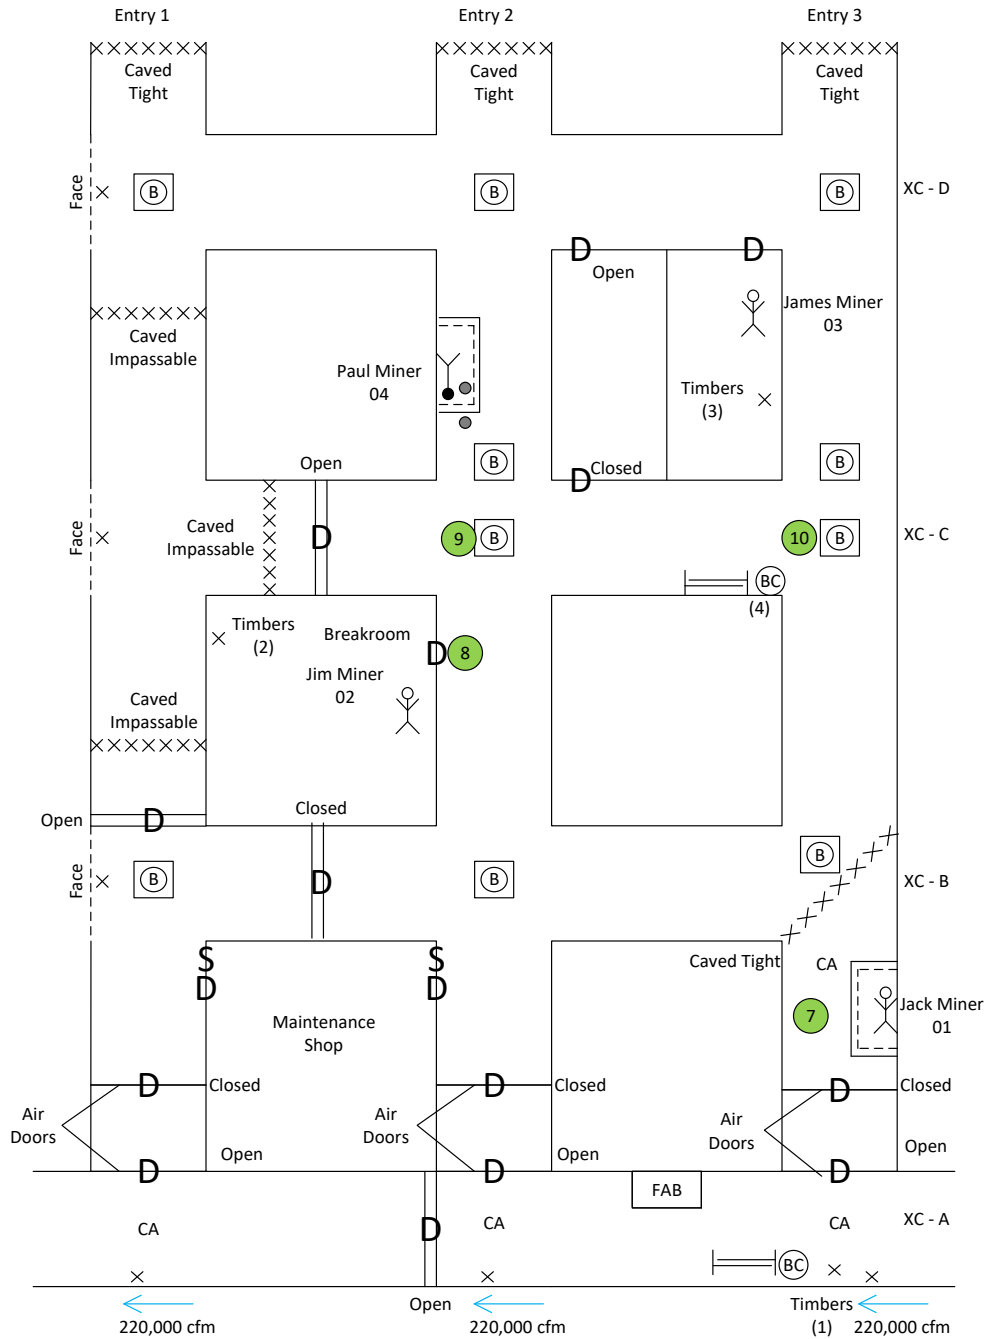 Entry 1
Entry 2
Entry 3
Caved
Tight
Caved
Tight
Caved
Tight
Face
B
B
B
XC - D
D
D
Open
James Miner
03
Caved
Impassable
Paul Miner
04
Timbers
(3)
Open
B
Closed
D
B
Face
Caved
Impassable
D
9
B
10
B
XC - C
BC
(4)
Timbers
(2)
Breakroom
D
8
Jim Miner
02
Caved
Impassable
Closed
Open
D
B
Face
B
D
B
XC - B
S
D
S
D
Caved Tight
CA
Maintenance
Shop
7
Jack Miner
01
D
Closed
D
Closed
D
Closed
Air
Doors
Air
Doors
Air
Doors
Open
Open
Open
D
D
D
FAB
CA
D
CA
CA
XC - A
BC
Open
Timbers
(1)
220,000 cfm
220,000 cfm
220,000 cfm